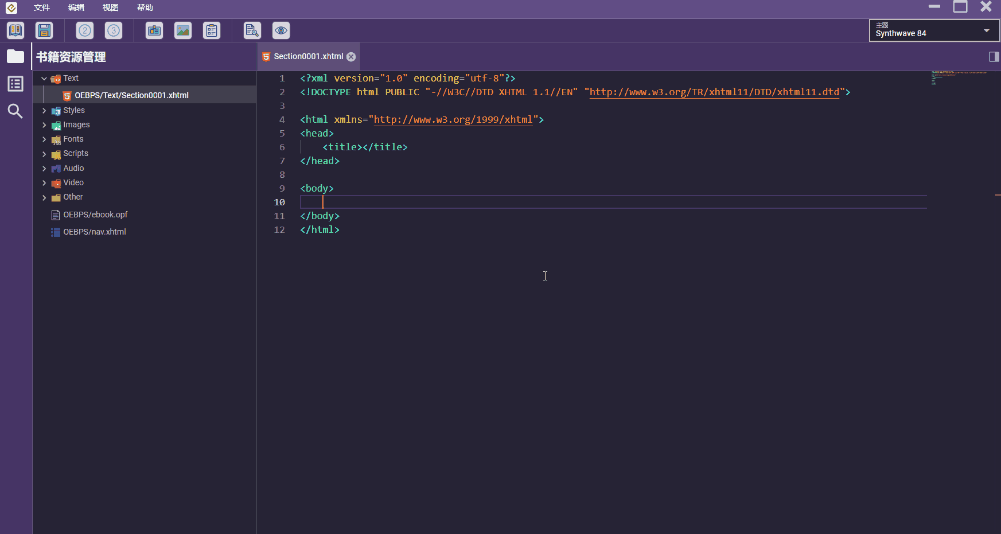 文件 编辑 视图 帮助
2 3
主题
Synthwave 84
书籍资源管理
Section0001.xhtml
Text
OEBPS/Text/Section0001.xhtml
Styles
Images
Fonts
Scripts
Audio
Video
Other
OEBPS/ebook.opf
OEBPS/nav.xhtml
1 <?xml version="1.0" encoding="utf-8"?>
2 <!DOCTYPE html PUBLIC "-//W3C//DTD XHTML 1.1//EN" "http://www.w3.org/TR/xhtml11/DTD/xhtml11.dtd">
3
4 <html xmlns="http://www.w3.org/1999/xhtml">
5 <head>
6 <title></title>
7 </head>
8
9 <body>
10
11 </body>
12 </html>